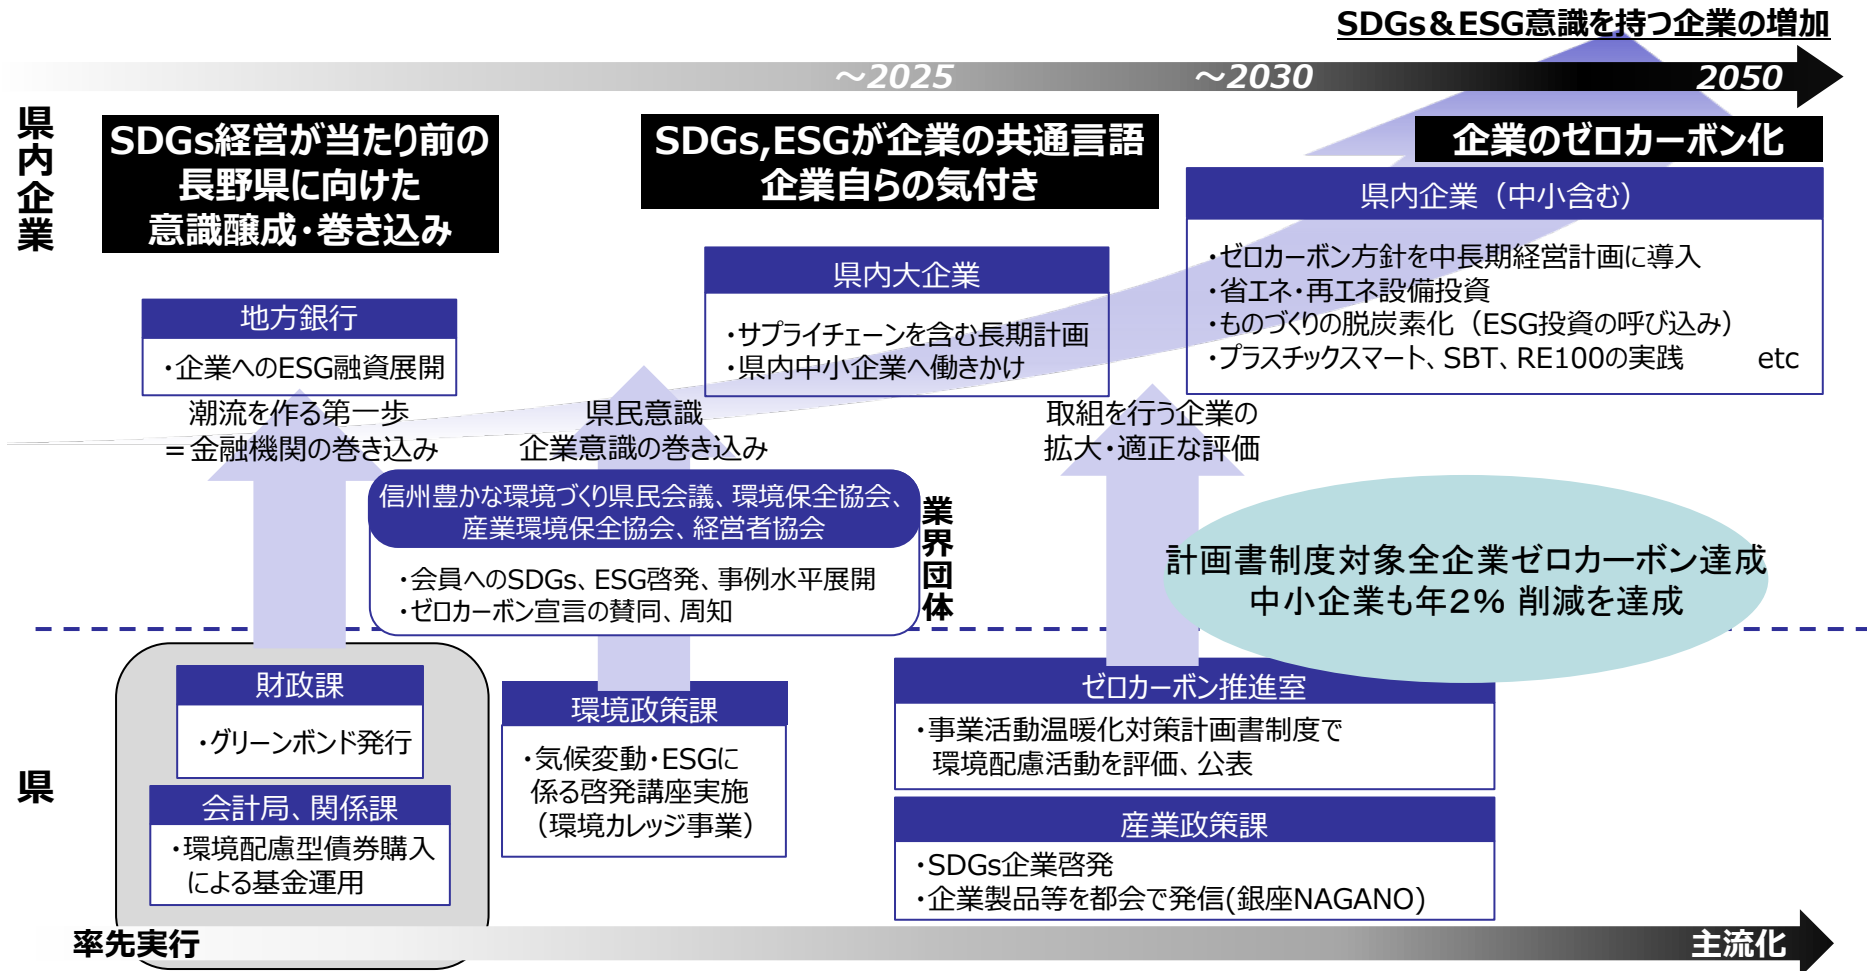 SDGs＆ESG意識を持つ企業の増加
～2025
～2030
2050
県内企業
SDGs経営が当たり前の
長野県に向けた
意識醸成・巻き込み
SDGs,ESGが企業の共通言語
企業自らの気付き
企業のゼロカーボン化
県内企業（中小含む）
・ゼロカーボン方針を中長期経営計画に導入
・省エネ・再エネ設備投資
・ものづくりの脱炭素化（ESG投資の呼び込み）
・プラスチックスマート、SBT、RE100の実践 etc
県内大企業
・サプライチェーンを含む長期計画
・県内中小企業へ働きかけ
地方銀行
・企業へのESG融資展開
潮流を作る第一歩
＝金融機関の巻き込み
県民意識
企業意識の巻き込み
取組を行う企業の
拡大・適正な評価
信州豊かな環境づくり県民会議、環境保全協会、
産業環境保全協会、経営者協会
・会員へのSDGs、ESG啓発、事例水平展開
・ゼロカーボン宣言の賛同、周知
業界団体
計画書制度対象全企業ゼロカーボン達成
中小企業も年２% 削減を達成
県
財政課
・グリーンボンド発行
会計局、関係課
・環境配慮型債券購入
による基金運用
環境政策課
・気候変動・ESGに
係る啓発講座実施
（環境カレッジ事業）
ゼロカーボン推進室
・事業活動温暖化対策計画書制度で
環境配慮活動を評価、公表
産業政策課
・SDGs企業啓発
・企業製品等を都会で発信(銀座NAGANO)
率先実行
主流化